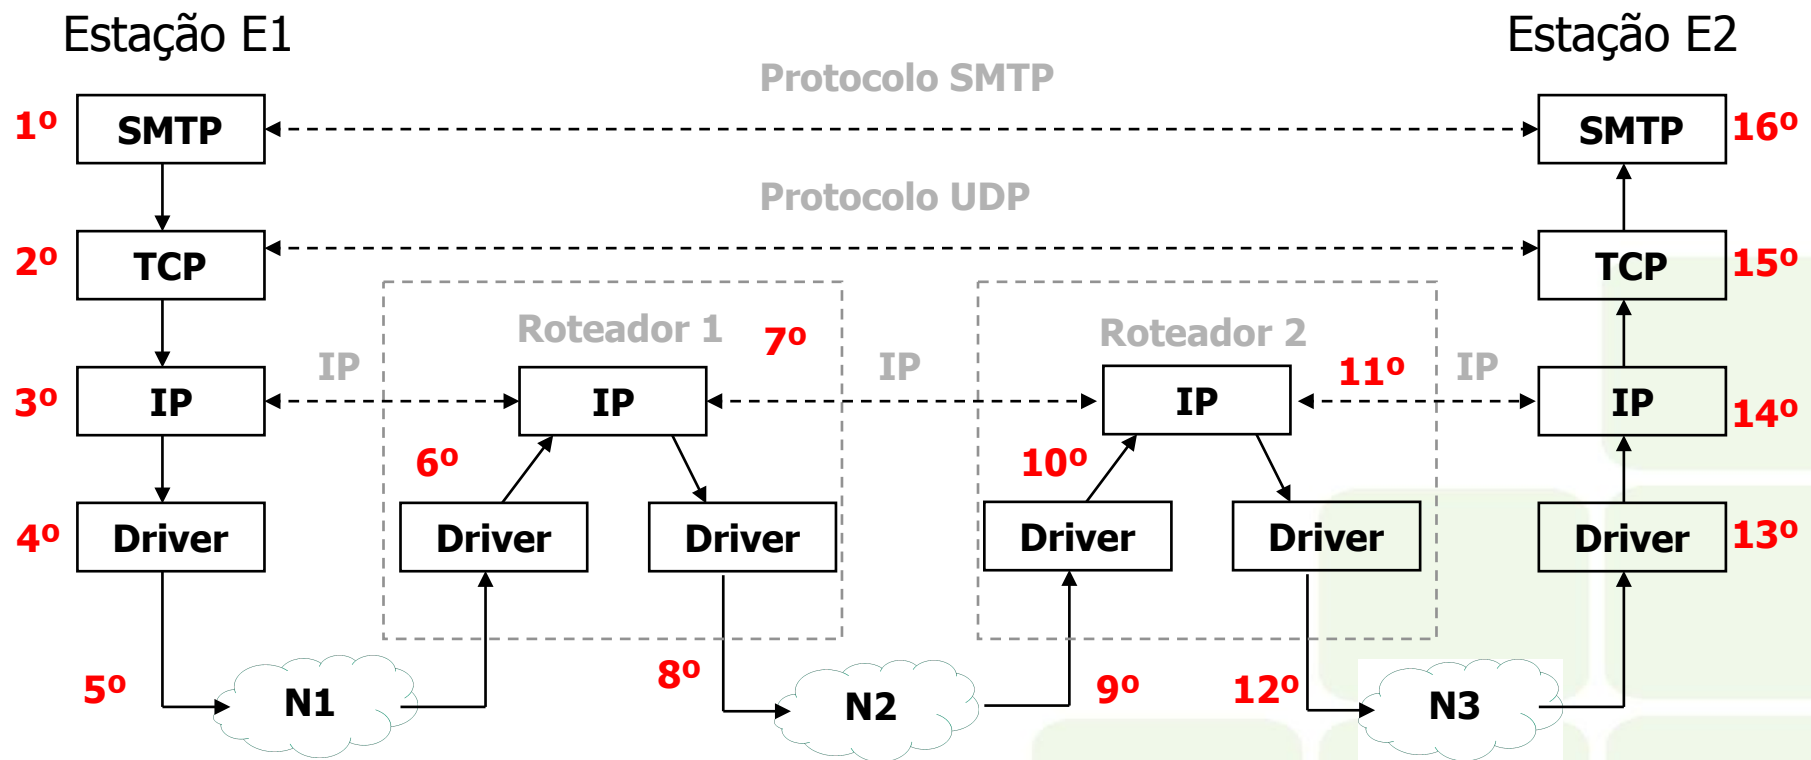 Estação E1
Estação E2
Protocolo SMTP
1º
SMTP
SMTP
16º
Protocolo UDP
2º
TCP
TCP
15º
Roteador 1
7º
Roteador 2
IP
IP
11º
IP
3º
IP
IP
IP
IP
14º
6º
10º
4º
Driver
Driver
Driver
Driver
Driver
Driver
13º
5º
N1
8º
N2
9º
12º
N3